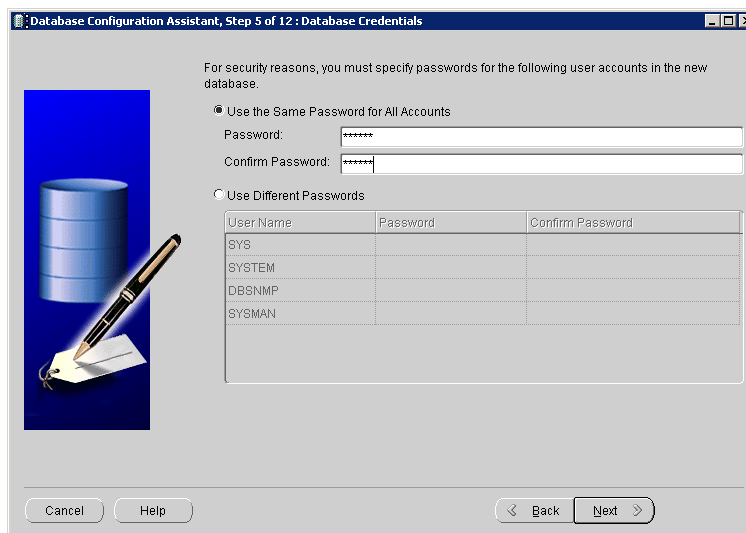 Database Configuration Assistant, Step 5 of 12 : Database Credentials
For security reasons, you must specify passwords for the following user accounts in the new
database.
Use the Same Password for All Accounts
Password: ******
Confirm Password: ******
Use Different Passwords
User Name Password Confirm Password
SYS
SYSTEM
DBSNMP
SYSMAN
Cancel Help Back Next